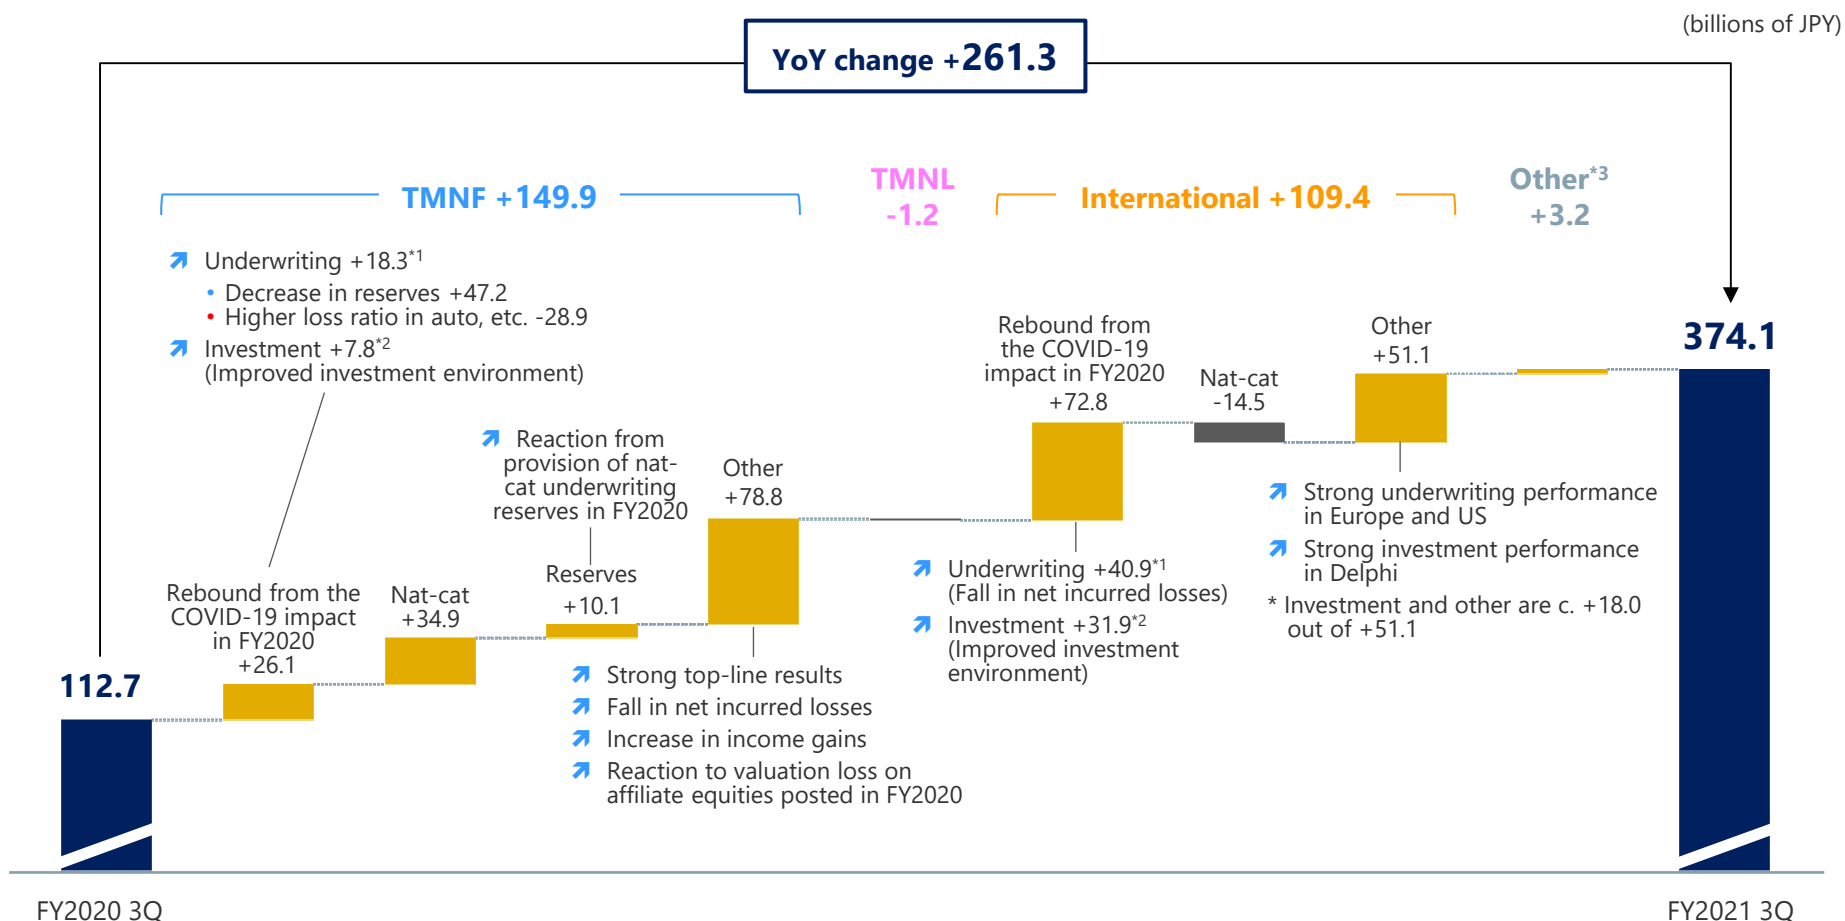 (billions of JPY)
YoY change +261.3
TMNF +149.9
TMNL
-1.2
International +109.4
Other*3
+3.2
Underwriting +18.3*1
• Decrease in reserves +47.2
• Higher loss ratio in auto, etc. -28.9
Investment +7.8*2
(Improved investment environment)
112.7
Rebound from the
COVID-19 impact
in FY2020
+26.1
Nat-cat
+34.9
Reaction from
provision of nat-
cat underwriting
reserves in FY2020
Reserves
+10.1
Other
+78.8
Strong top-line results
Fall in net incurred losses
Increase in income gains
Reaction to valuation loss on
affiliate equities posted in FY2020
Rebound from
the COVID-19
impact in FY2020
+72.8
Underwriting +40.9*1
(Fall in net incurred losses)
Investment +31.9*2
(Improved investment
environment)
Nat-cat
-14.5
Other
+51.1
Strong underwriting performance
in Europe and US
Strong investment performance
in Delphi
* Investment and other are c. +18.0
out of +51.1
374.1
FY2020 3Q
FY2021 3Q